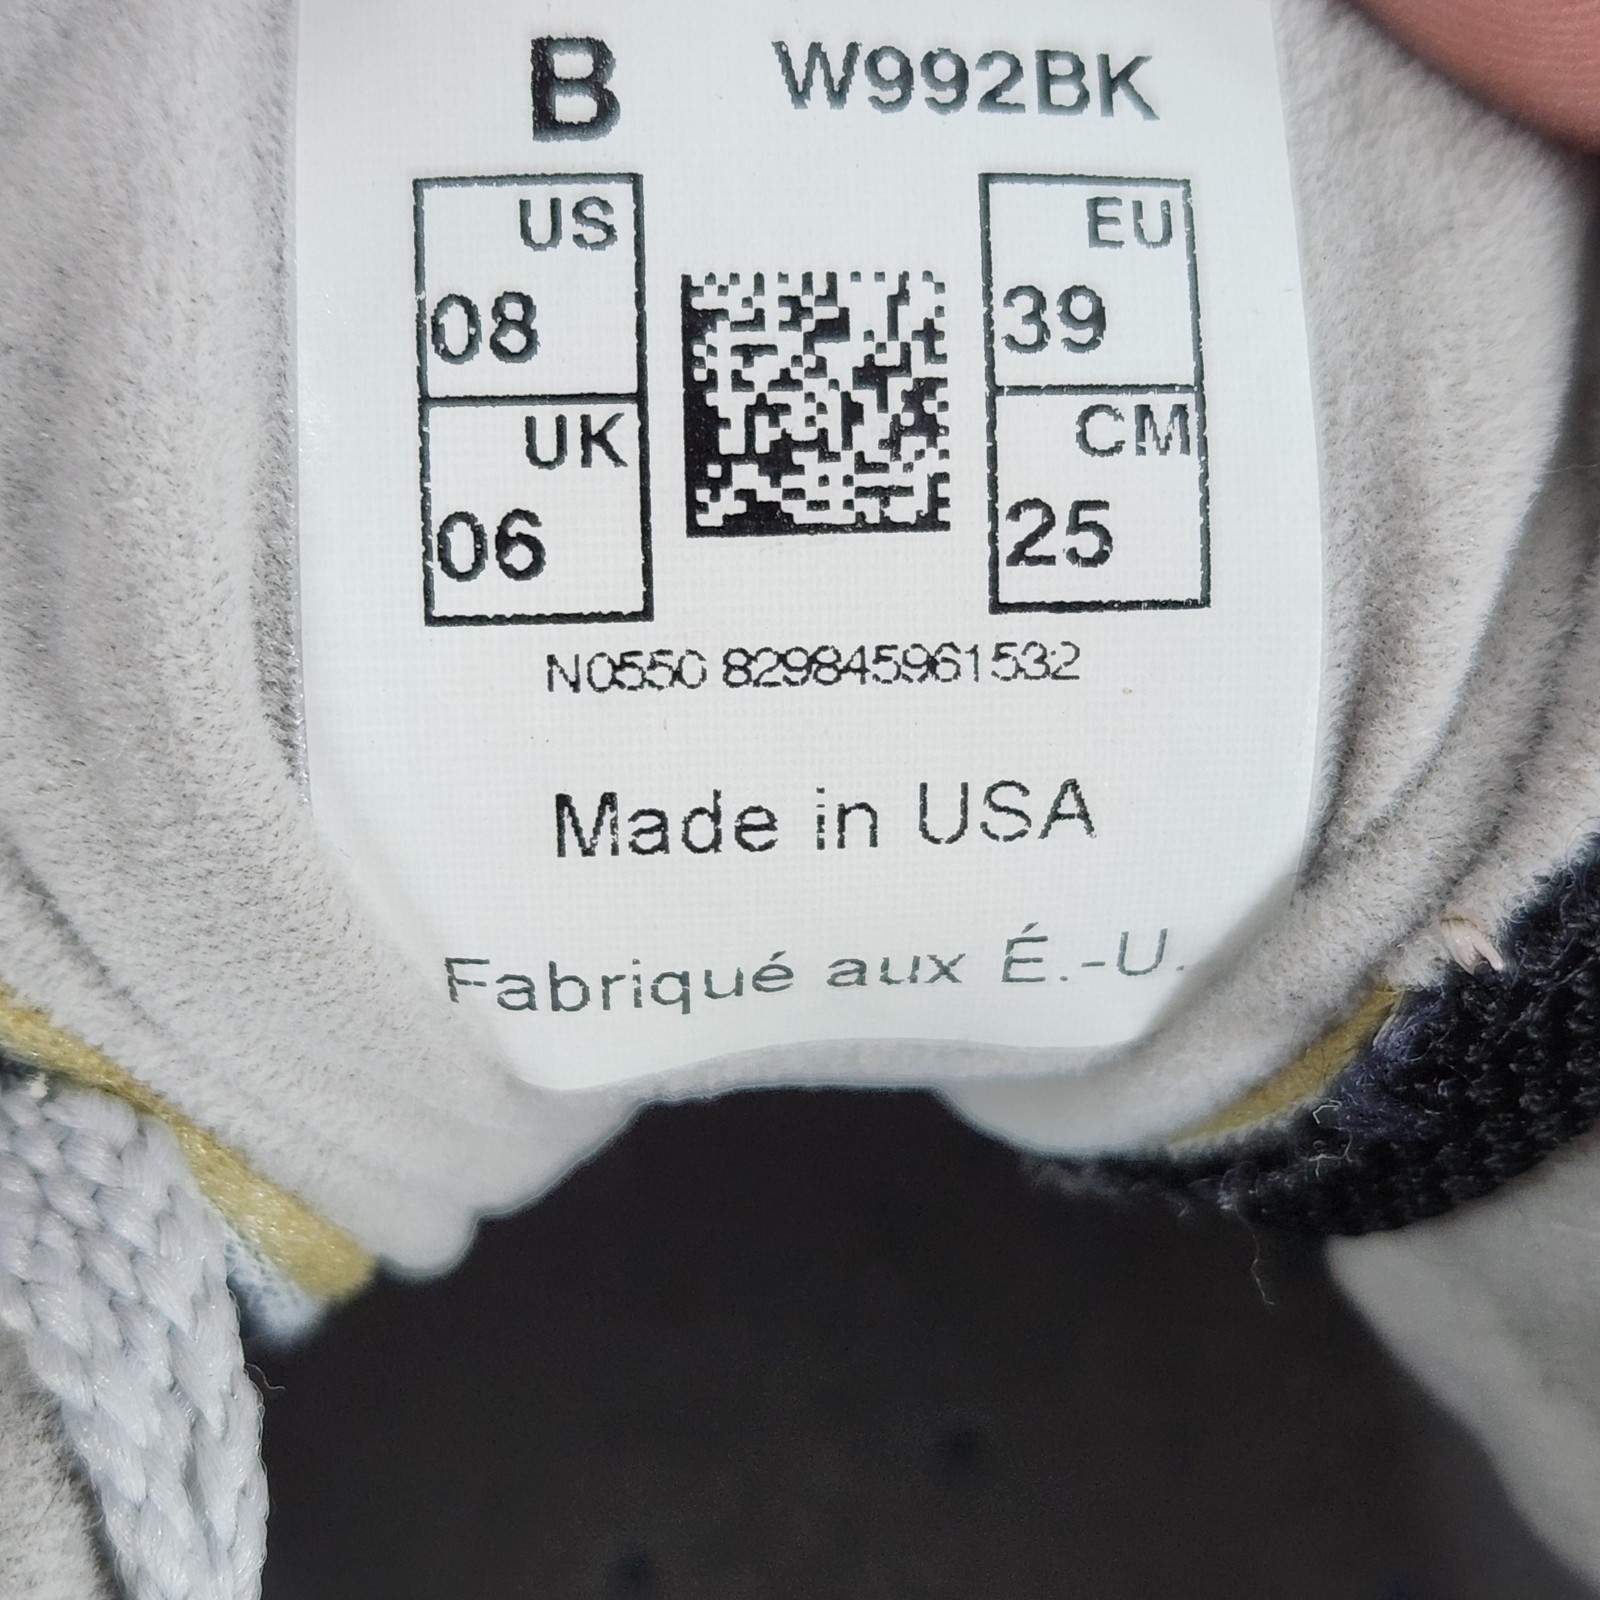 B W992BK
US EU
08 39
UK CM
06 25
N0550 829845961532
Made in USA
Fabriqué aux É.-U.